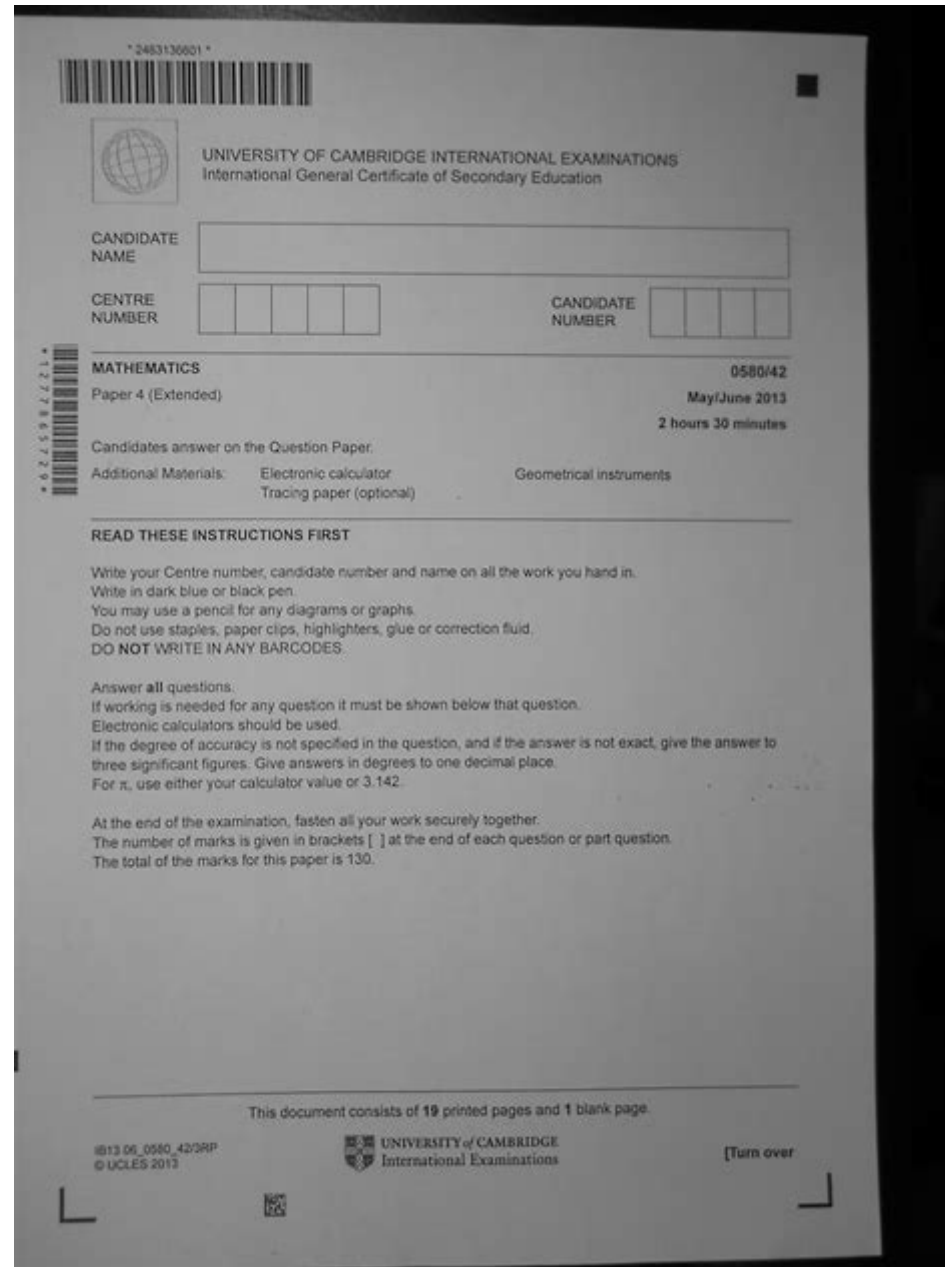 * 2463130601 *
UNIVERSITY OF CAMBRIDGE INTERNATIONAL EXAMINATIONS
International General Certificate of Secondary Education
CANDIDATE
NAME
CENTRE
NUMBER
CANDIDATE
NUMBER
*1277865729*
MATHEMATICS 0580/42
Paper 4 (Extended) May/June 2013
2 hours 30 minutes
Candidates answer on the Question Paper.
Additional Materials: Electronic calculator Geometrical instruments
Tracing paper (optional)
READ THESE INSTRUCTIONS FIRST
Write your Centre number, candidate number and name on all the work you hand in.
Write in dark blue or black pen.
You may use a pencil for any diagrams or graphs.
Do not use staples, paper clips, highlighters, glue or correction fluid.
DO NOT WRITE IN ANY BARCODES.
Answer all questions.
If working is needed for any question it must be shown below that question.
Electronic calculators should be used.
If the degree of accuracy is not specified in the question, and if the answer is not exact, give the answer to
three significant figures. Give answers in degrees to one decimal place.
For π, use either your calculator value or 3.142.
At the end of the examination, fasten all your work securely together.
The number of marks is given in brackets [ ] at the end of each question or part question.
The total of the marks for this paper is 130.
This document consists of 19 printed pages and 1 blank page.
IB13 06_0580_42/3RP
© UCLES 2013
UNIVERSITY of CAMBRIDGE
International Examinations
[Turn over